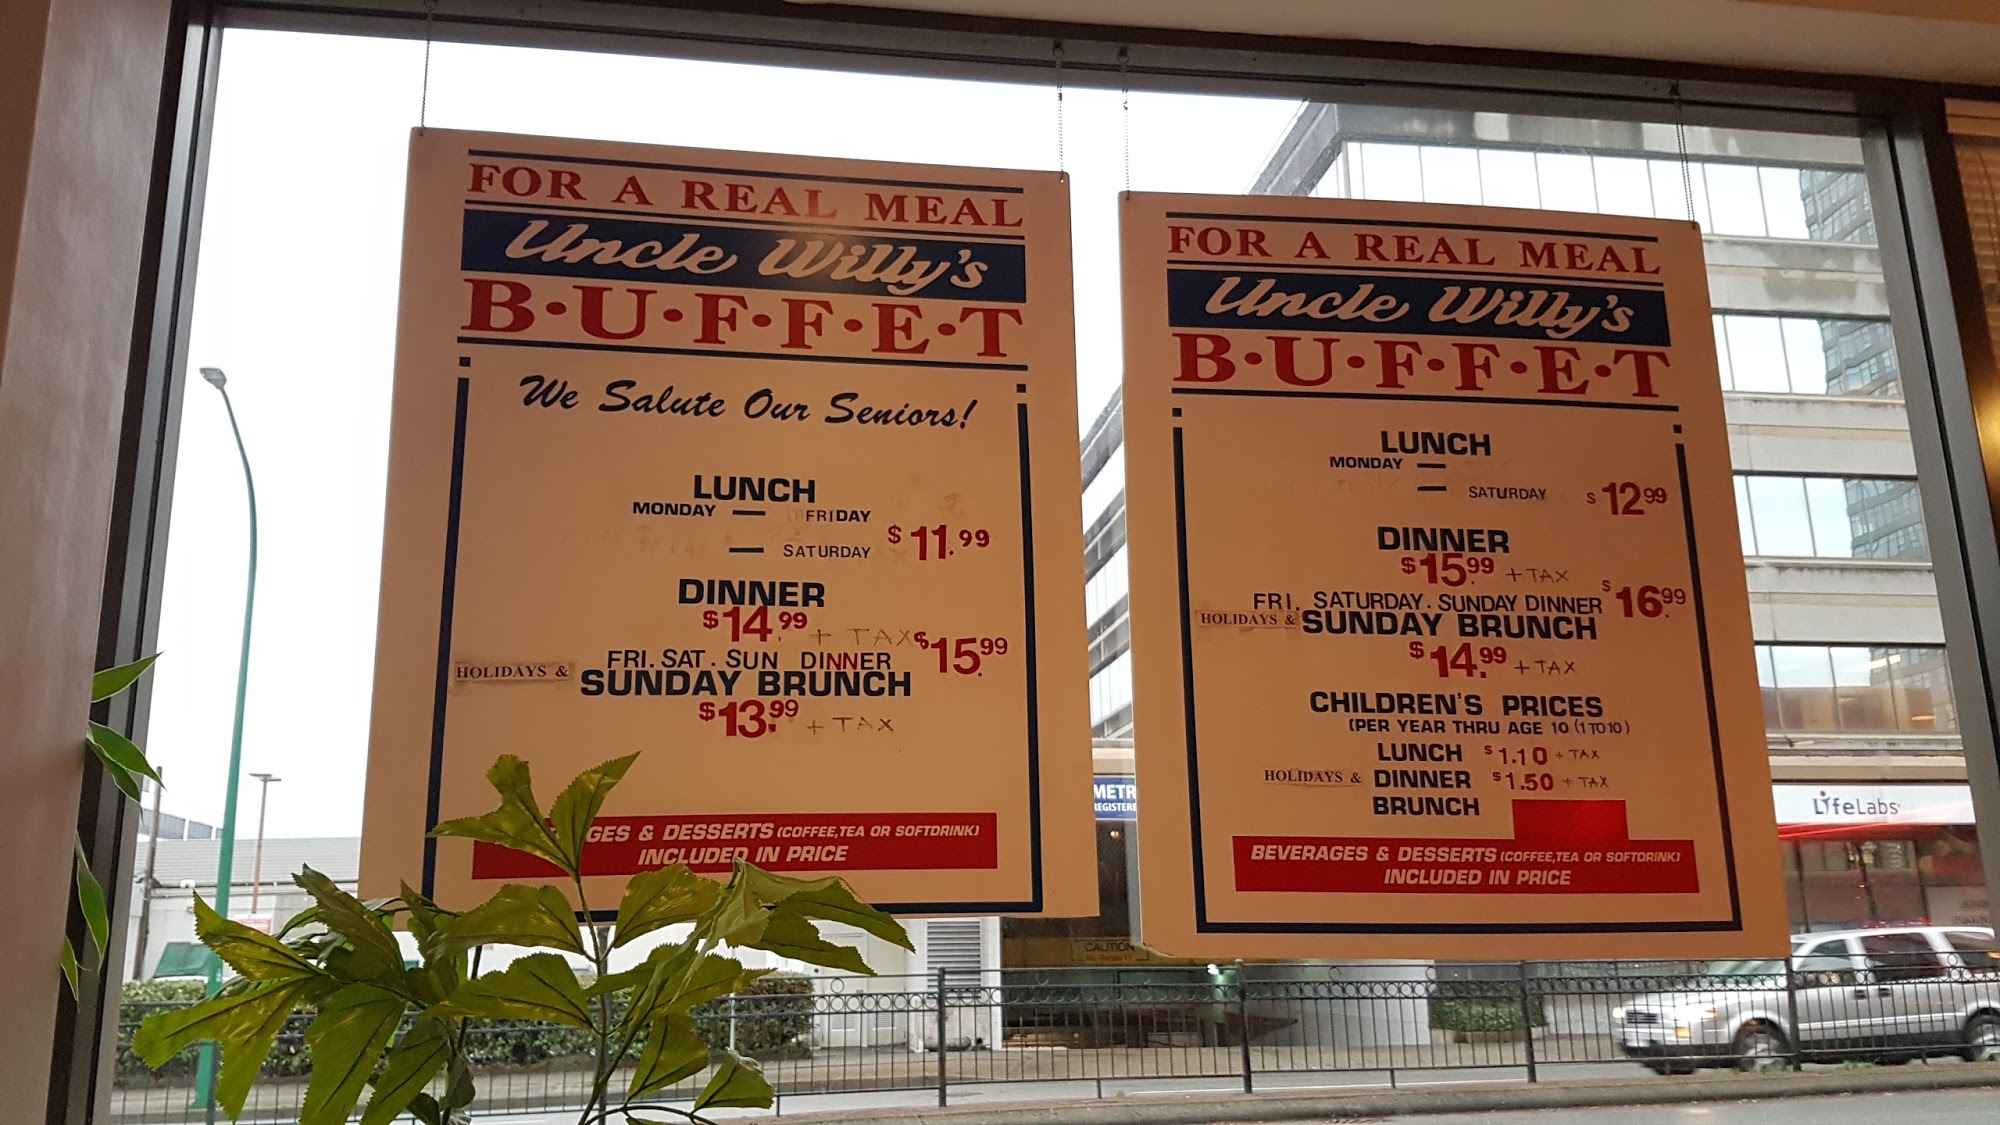 FOR A REAL MEAL
Uncle Willy's
B·U·F·F·E·T
We Salute Our Seniors!
LUNCH
MONDAY — FRIDAY
— SATURDAY $11.99
DINNER
$14.99 + TAX
FRI. SAT. SUN DINNER $15.99
HOLIDAYS & SUNDAY BRUNCH
$13.99 + TAX
GES & DESSERTS (COFFEE,TEA OR SOFTDRINK)
INCLUDED IN PRICE
FOR A REAL MEAL
Uncle Willy's
B·U·F·F·E·T
LUNCH
MONDAY —
— SATURDAY $12.99
DINNER
$15.99 + TAX
FRI. SATURDAY. SUNDAY DINNER $16.99
HOLIDAYS & SUNDAY BRUNCH
$14.99 + TAX
CHILDREN'S PRICES
(PER YEAR THRU AGE 10 (1 TO 10)
LUNCH $1.10 + TAX
HOLIDAYS & DINNER $1.50 + TAX
BRUNCH
BEVERAGES & DESSERTS (COFFEE,TEA OR SOFTDRINK)
INCLUDED IN PRICE
METR
REGISTERE
LifeLabs
CAUTION